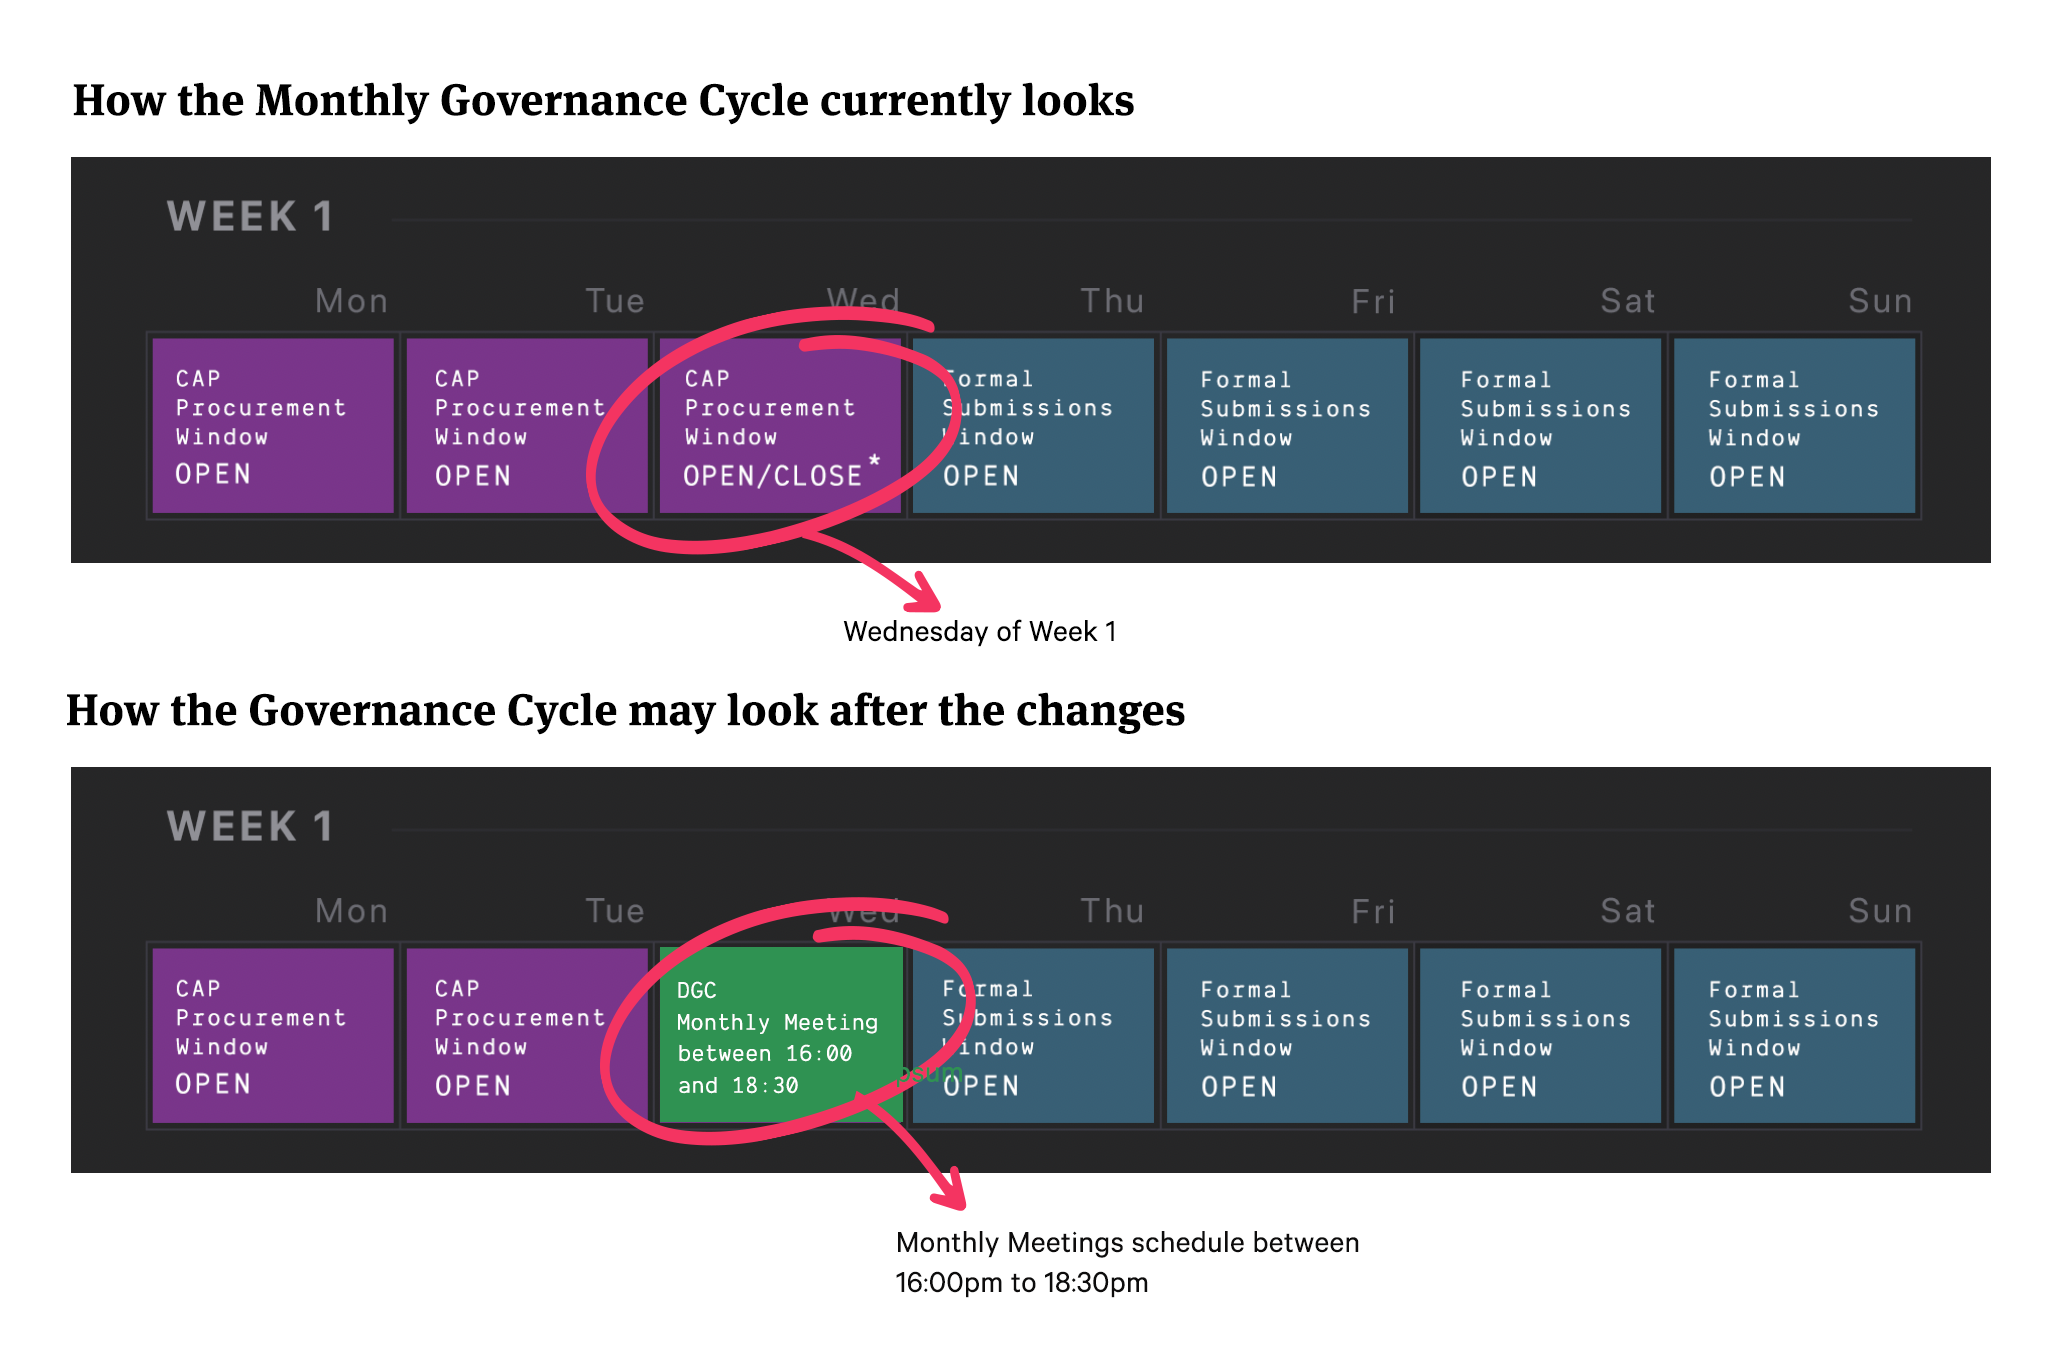 How the Monthly Governance Cycle currently looks
WEEK 1
Mon Tue Wed Thu Fri Sat Sun
CAP
Procurement
Window
OPEN
CAP
Procurement
Window
OPEN
CAP
Procurement
Window
OPEN/CLOSE*
Formal
Submissions
Window
OPEN
Formal
Submissions
Window
OPEN
Formal
Submissions
Window
OPEN
Formal
Submissions
Window
OPEN
Wednesday of Week 1
How the Governance Cycle may look after the changes
WEEK 1
Mon Tue Wed Thu Fri Sat Sun
CAP
Procurement
Window
OPEN
CAP
Procurement
Window
OPEN
DGC
Monthly Meeting
between 16:00
and 18:30
psum
Formal
Submissions
Window
OPEN
Formal
Submissions
Window
OPEN
Formal
Submissions
Window
OPEN
Formal
Submissions
Window
OPEN
Monthly Meetings schedule between
16:00pm to 18:30pm